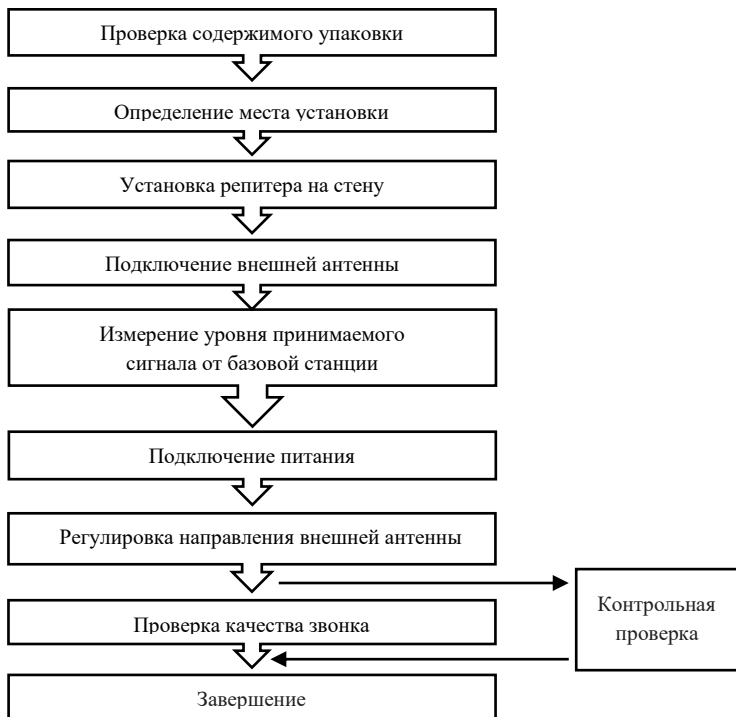 Проверка содержимого упаковки
Определение места установки
Установка репитера на стену
Подключение внешней антенны
Измерение уровня принимаемого
сигнала от базовой станции
Подключение питания
Регулировка направления внешней антенны
Контрольная
проверка
Проверка качества звонка
Завершение